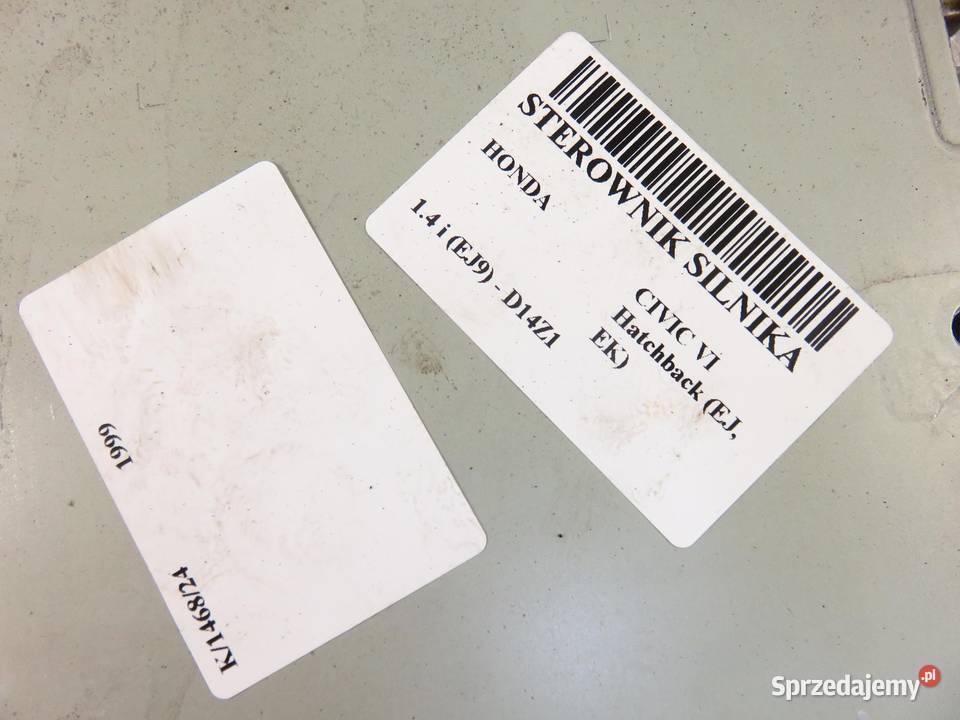 STEROWNIK SILNIKA
HONDA
CIVIC Vi
Hatchback (EJ,
EK)
1.4 i (EJ9) - D14Z1
1999
K/1468/24
Sprzedajemy.pl